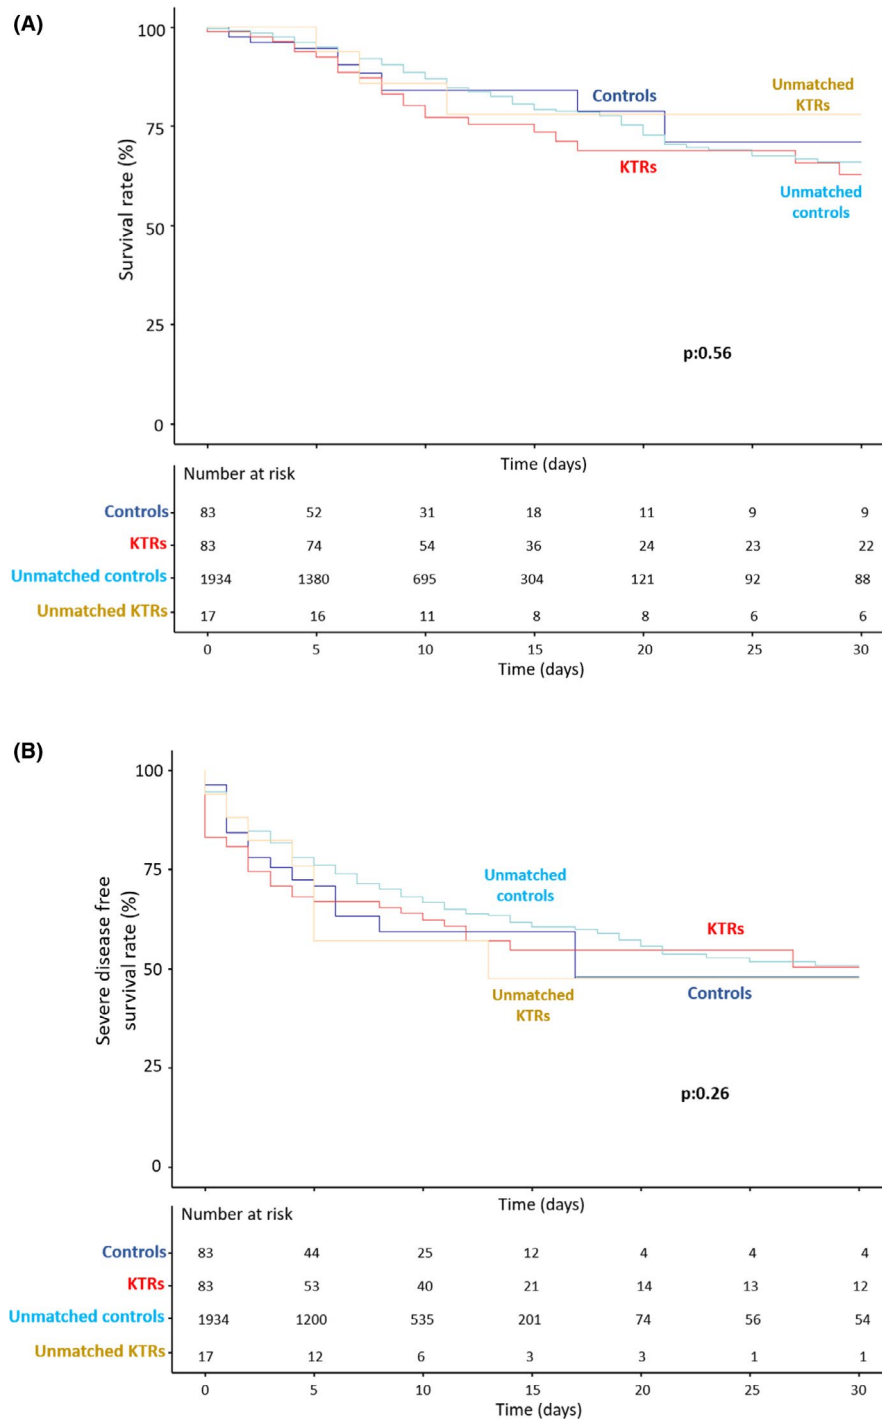 (A)
100
75
50
25
0
Survival rate (%)
Controls
Unmatched
KTRs
KTRs
Unmatched
controls
p:0.56
Time (days)
Number at risk
Controls 83 52 31 18 11 9 9
KTRs 83 74 54 36 24 23 22
Unmatched controls 1934 1380 695 304 121 92 88
Unmatched KTRs 17 16 11 8 8 6 6
0 5 10 15 20 25 30
Time (days)
(B)
100
75
50
25
0
Severe disease free
survival rate (%)
Unmatched
controls
KTRs
Unmatched
KTRs
Controls
p:0.26
Time (days)
Number at risk
Controls 83 44 25 12 4 4 4
KTRs 83 53 40 21 14 13 12
Unmatched controls 1934 1200 535 201 74 56 54
Unmatched KTRs 17 12 6 3 3 1 1
0 5 10 15 20 25 30
Time (days)